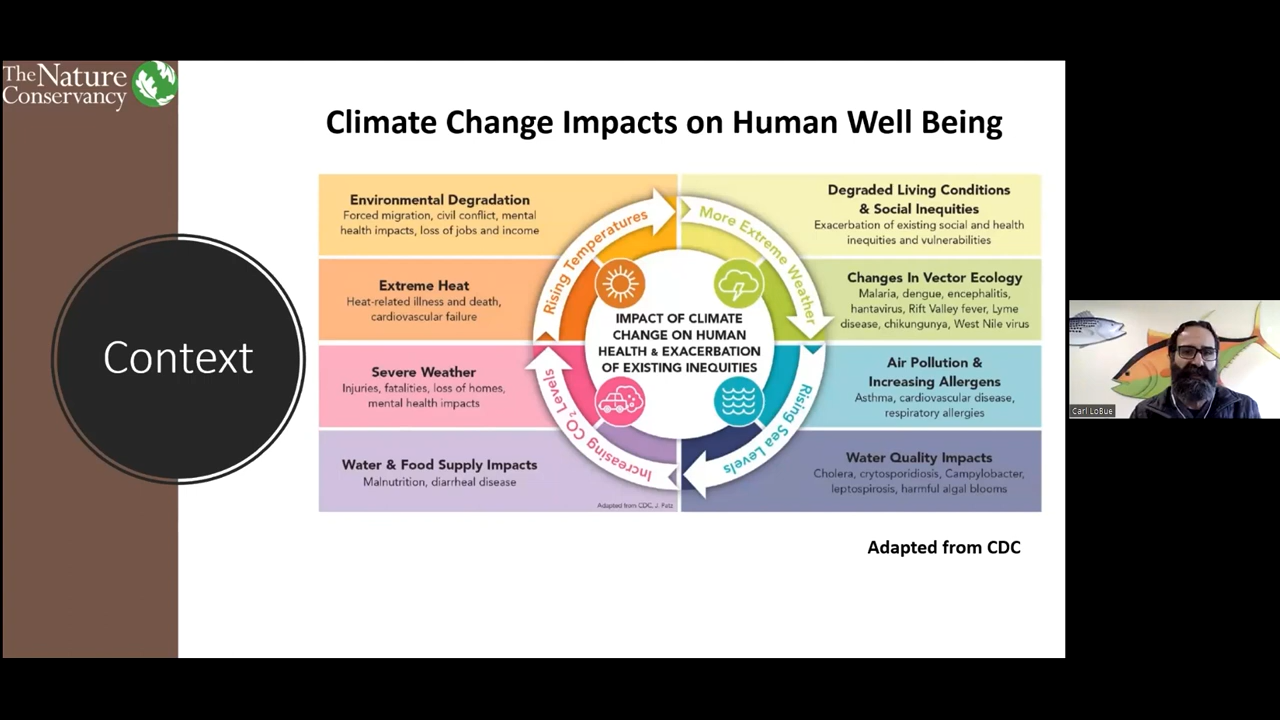 The Nature
Conservancy
Climate Change Impacts on Human Well Being
Context
Environmental Degradation
Forced migration, civil conflict, mental
health impacts, loss of jobs and income
Extreme Heat
Heat-related illness and death,
cardiovascular failure
Severe Weather
Injuries, fatalities, loss of homes,
mental health impacts
Water & Food Supply Impacts
Malnutrition, diarrheal disease
Rising Temperatures
More Extreme Weather
Rising Sea Levels
Increasing CO₂ Levels
IMPACT OF CLIMATE
CHANGE ON HUMAN
HEALTH & EXACERBATION
OF EXISTING INEQUITIES
Degraded Living Conditions
& Social Inequities
Exacerbation of existing social and health
inequities and vulnerabilities
Changes In Vector Ecology
Malaria, dengue, encephalitis,
hantavirus, Rift Valley fever, Lyme
disease, chikungunya, West Nile virus
Air Pollution &
Increasing Allergens
Asthma, cardiovascular disease,
respiratory allergies
Water Quality Impacts
Cholera, crytosporidiosis, Campylobacter,
leptospirosis, harmful algal blooms
Adapted from CDC, J. Patz
Adapted from CDC
Carl LoBue